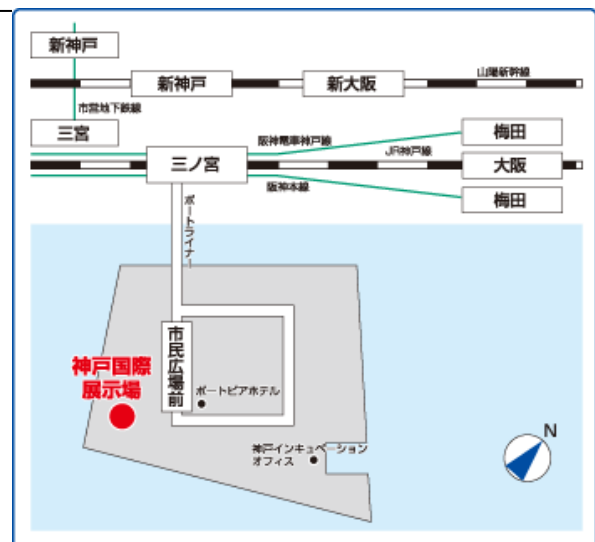 新神戸
新神戸
新大阪
山陽新幹線
市営地下鉄線
三宮
阪神電車神戸線
梅田
三ノ宮
JR神戸線
大阪
阪神本線
梅田
ポートライナー
市民広場前
神戸国際
展示場
ポートピアホテル
神戸インキュベーション
オフィス
N